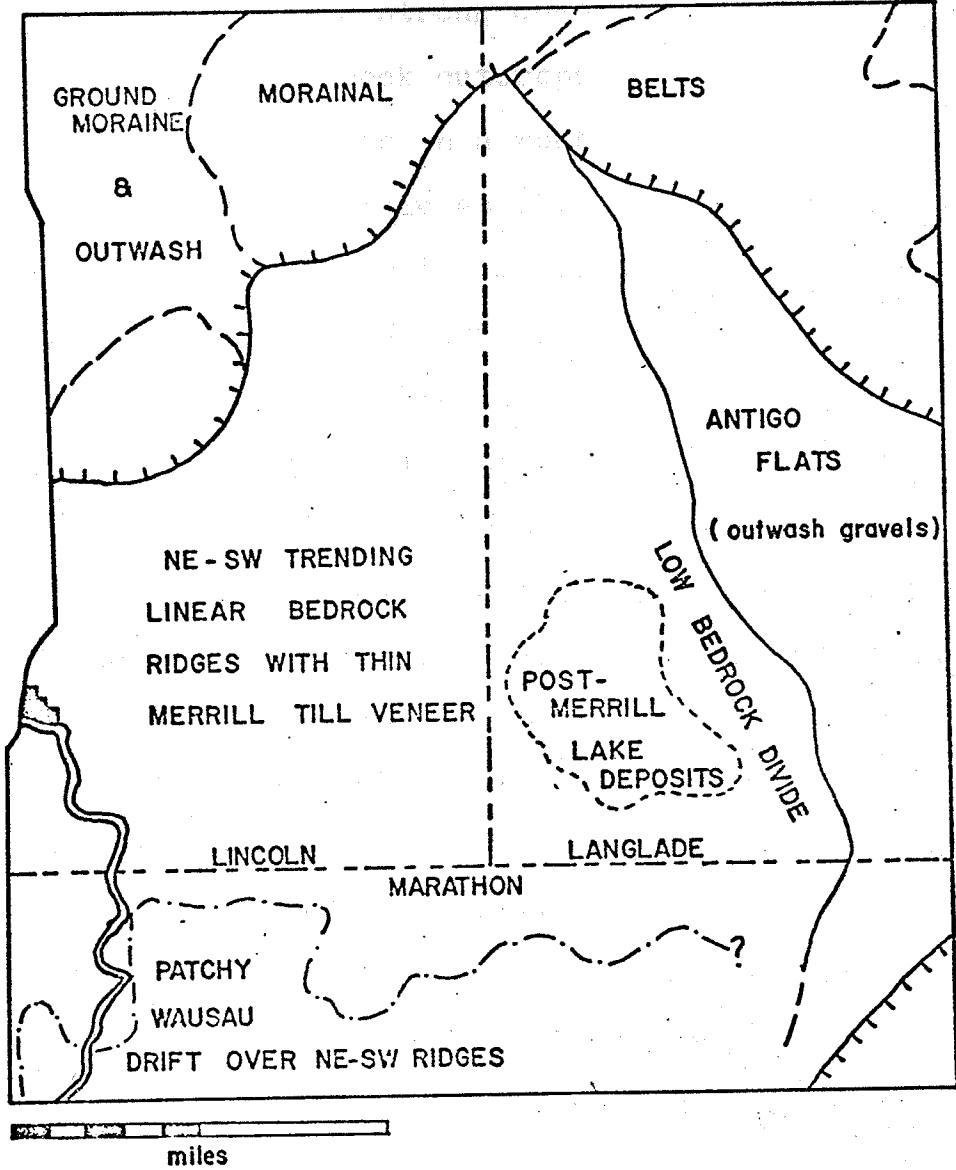 GROUND
MORAINE
&
OUTWASH
MORAINAL
BELTS
ANTIGO
FLATS
(outwash gravels)
NE-SW TRENDING
LINEAR BEDROCK
RIDGES WITH THIN
MERRILL TILL VENEER
POST-
MERRILL
LAKE
DEPOSITS
LOW BEDROCK DIVIDE
LINCOLN
LANGLADE
MARATHON
PATCHY
WAUSAU
DRIFT OVER NE-SW RIDGES
?
miles